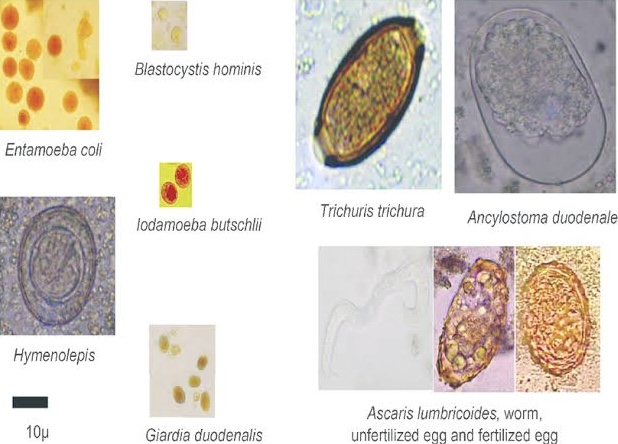 Entamoeba coli
Blastocystis hominis
Iodamoeba butschlii
Hymenolepis
10μ
Giardia duodenalis
Trichuris trichura
Ancylostoma duodenale
Ascaris lumbricoides, worm,
unfertilized egg and fertilized egg